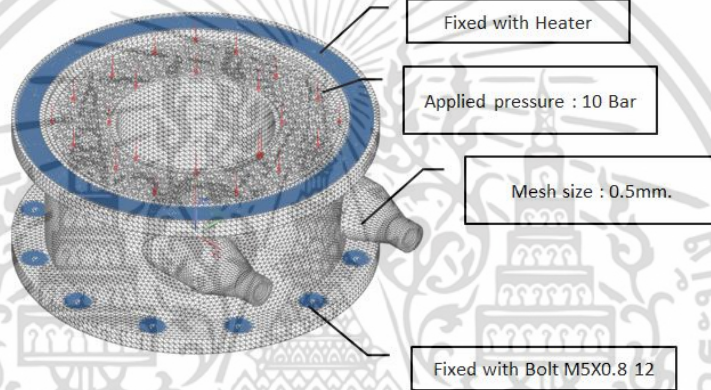 Fixed with Heater
Applied pressure : 10 Bar
Mesh size : 0.5mm.
Fixed with Bolt M5X0.8 12